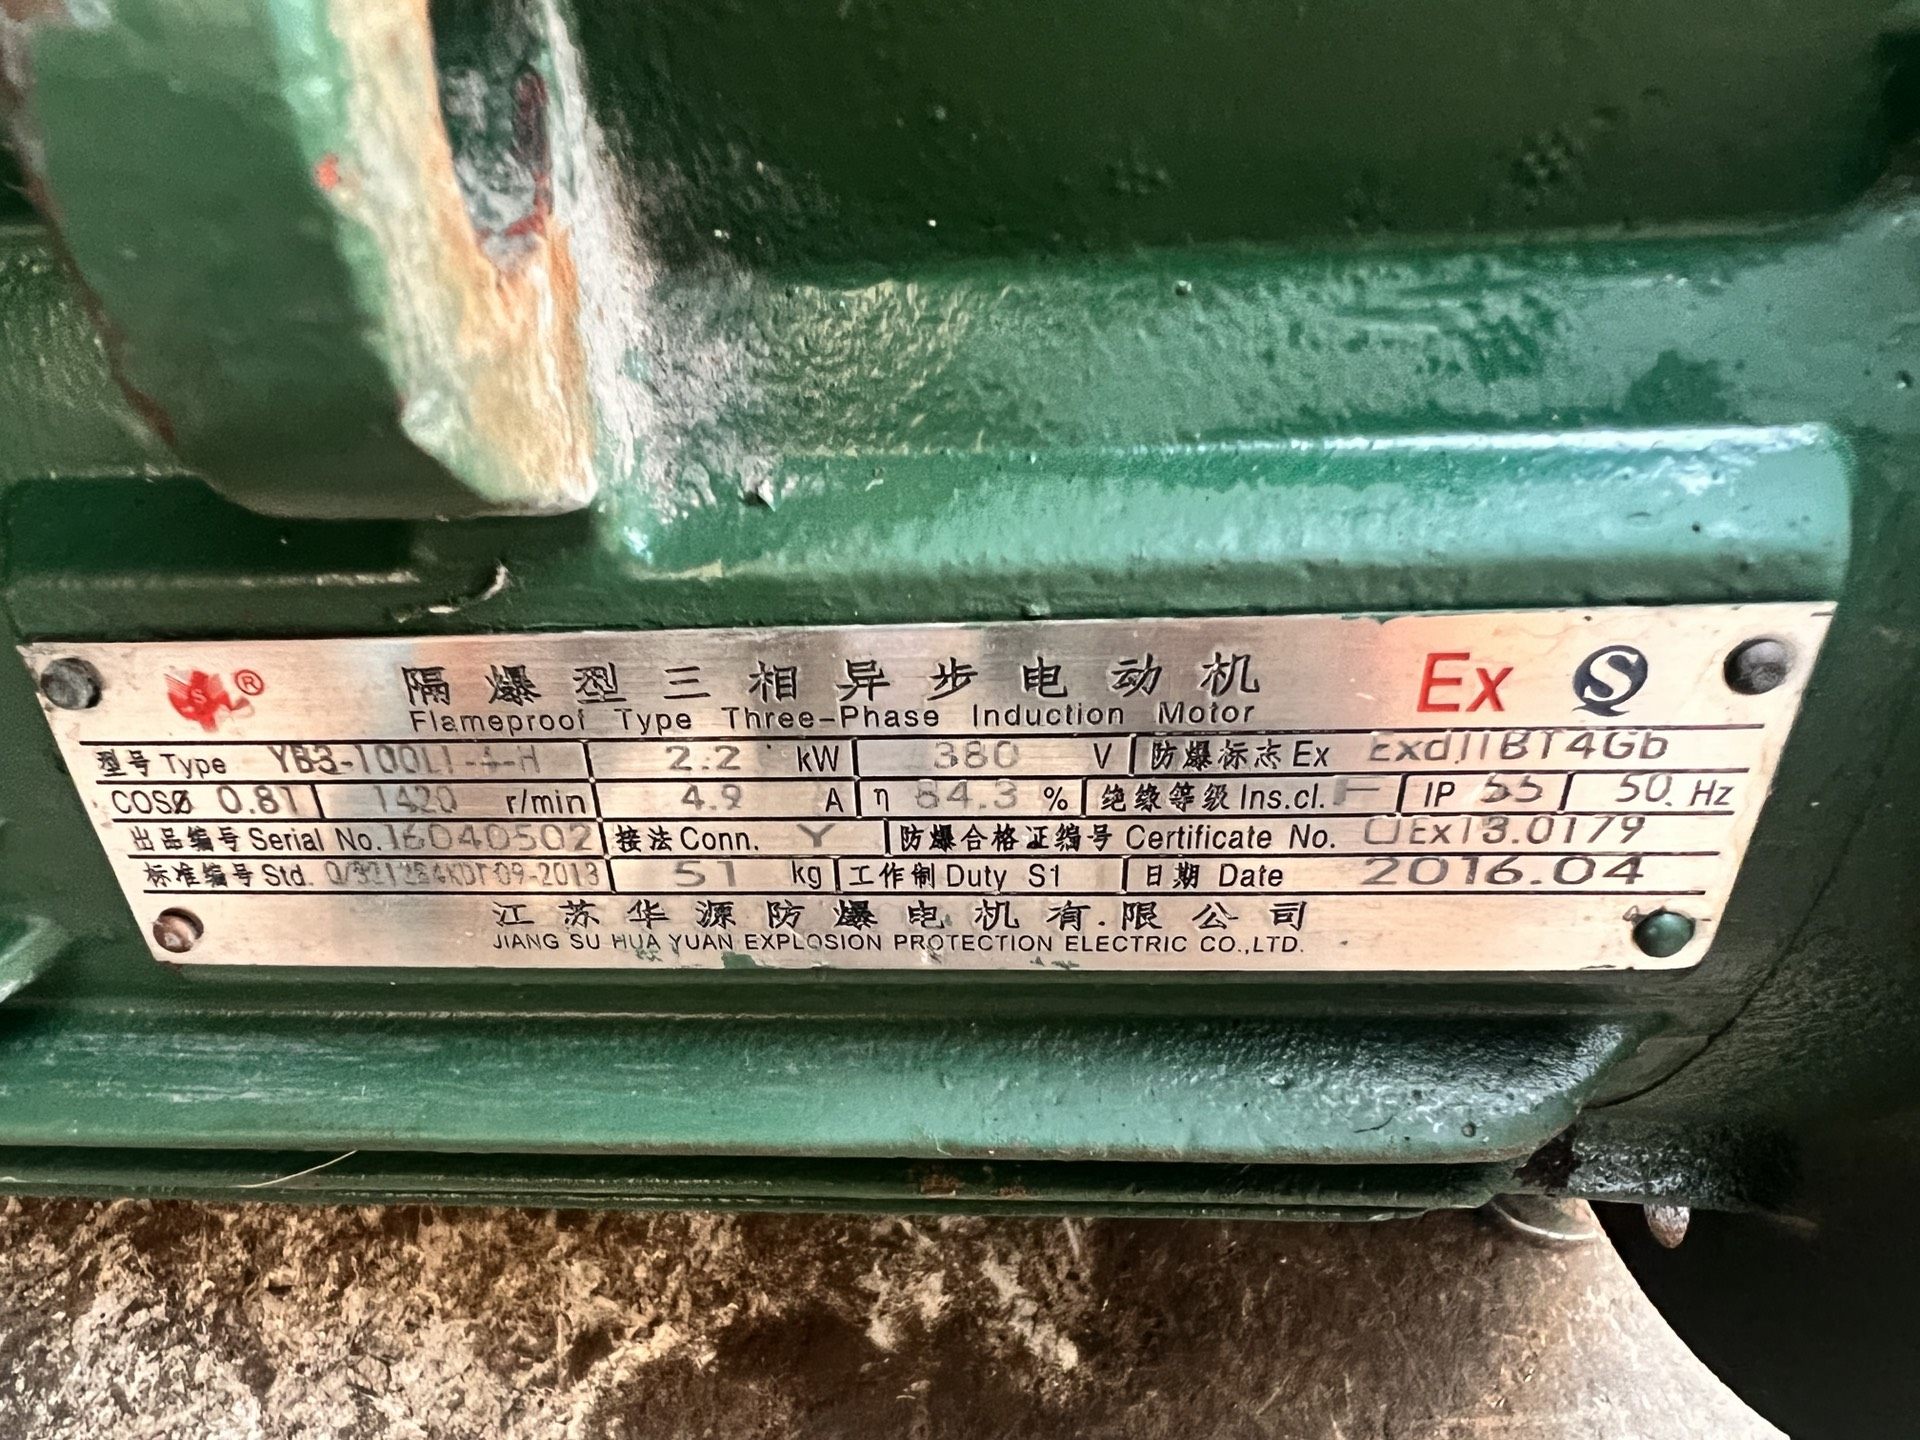 ®
隔爆型三相异步电动机 Ex
Flameproof Type Three-Phase Induction Motor
型号 Type YB3-100L1-4-H 2.2 kW 380 V 防爆标志 Ex ExdIIBT4Gb
COSØ 0.81 1420 r/min 4.9 A η 84.3 % 绝缘等级 Ins.cl. F IP 55 50 Hz
出品编号 Serial No. 16040502 接法 Conn. Y 防爆合格证编号 Certificate No. Ex13.0179
标准编号 Std. 51 kg 工作制 Duty S1 日期 Date 2016.04
江苏华源防爆电机有限公司
JIANG SU HUA YUAN EXPLOSION PROTECTION ELECTRIC CO.,LTD.